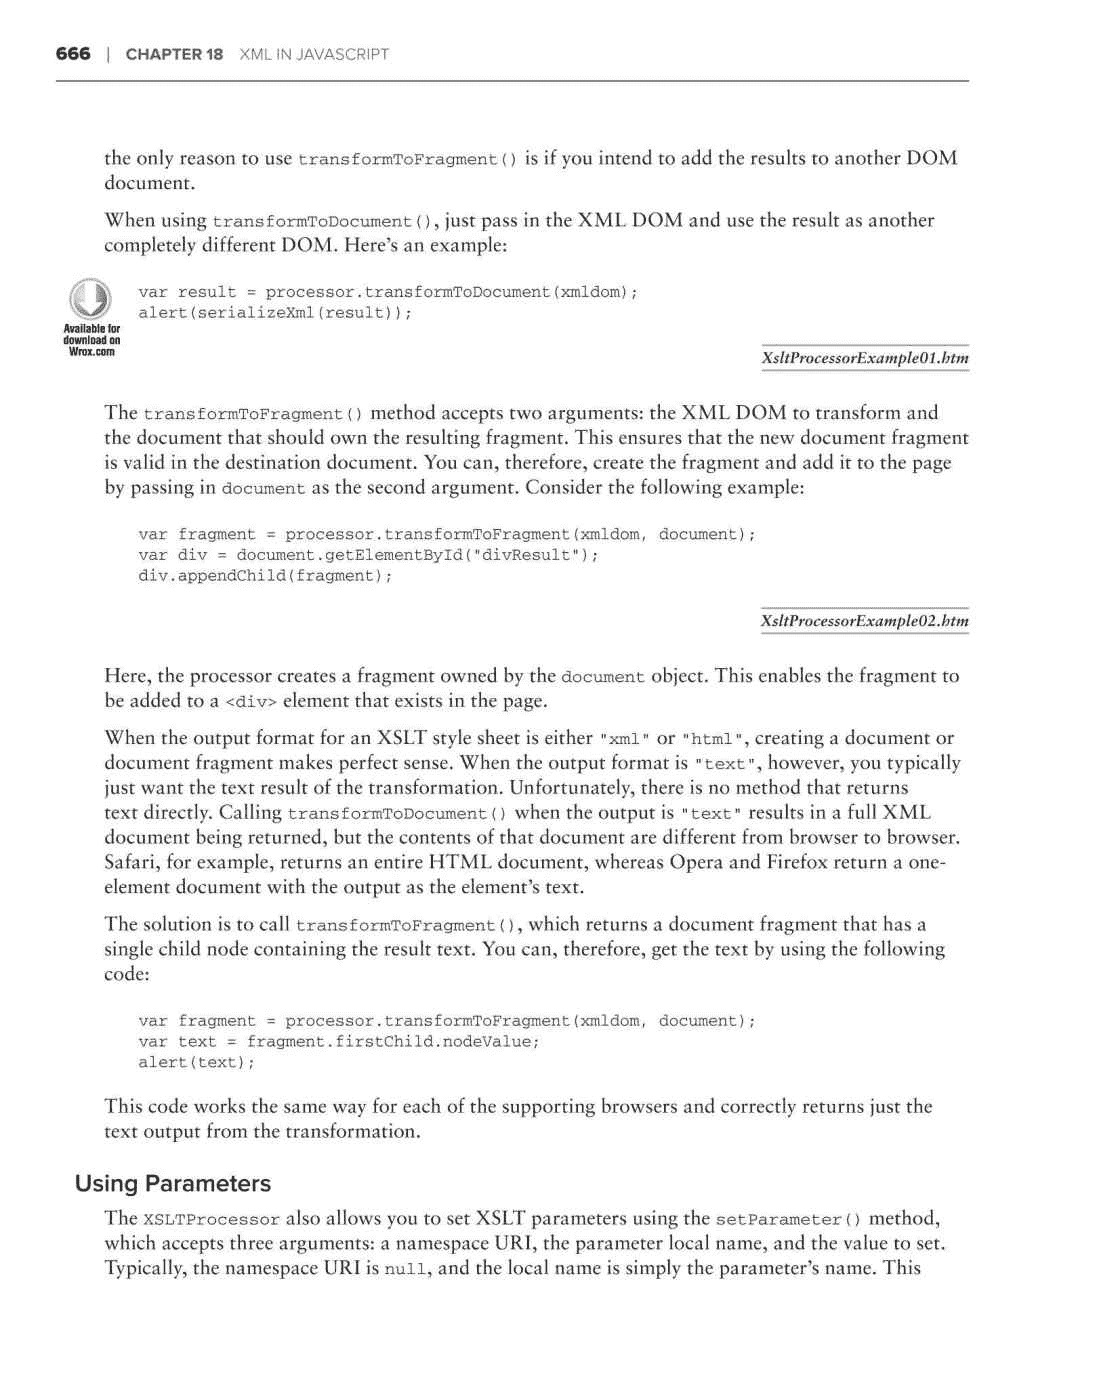 666 | CHAPTER 18 XML IN JAVASCRIPT
the only reason to use transformToFragment() is if you intend to add the results to another DOM
document.
When using transformToDocument(), just pass in the XML DOM and use the result as another
completely different DOM. Here's an example:
var result = processor.transformToDocument(xmldom);
alert(serializeXml(result));
Available for
download on
Wrox.com
XsltProcessorExample01.htm
The transformToFragment() method accepts two arguments: the XML DOM to transform and
the document that should own the resulting fragment. This ensures that the new document fragment
is valid in the destination document. You can, therefore, create the fragment and add it to the page
by passing in document as the second argument. Consider the following example:
var fragment = processor.transformToFragment(xmldom, document);
var div = document.getElementById("divResult");
div.appendChild(fragment);
XsltProcessorExample02.htm
Here, the processor creates a fragment owned by the document object. This enables the fragment to
be added to a <div> element that exists in the page.
When the output format for an XSLT style sheet is either "xml" or "html", creating a document or
document fragment makes perfect sense. When the output format is "text", however, you typically
just want the text result of the transformation. Unfortunately, there is no method that returns
text directly. Calling transformToDocument() when the output is "text" results in a full XML
document being returned, but the contents of that document are different from browser to browser.
Safari, for example, returns an entire HTML document, whereas Opera and Firefox return a one-
element document with the output as the element's text.
The solution is to call transformToFragment(), which returns a document fragment that has a
single child node containing the result text. You can, therefore, get the text by using the following
code:
var fragment = processor.transformToFragment(xmldom, document);
var text = fragment.firstChild.nodeValue;
alert(text);
This code works the same way for each of the supporting browsers and correctly returns just the
text output from the transformation.
Using Parameters
The XSLTProcessor also allows you to set XSLT parameters using the setParameter() method,
which accepts three arguments: a namespace URI, the parameter local name, and the value to set.
Typically, the namespace URI is null, and the local name is simply the parameter's name. This